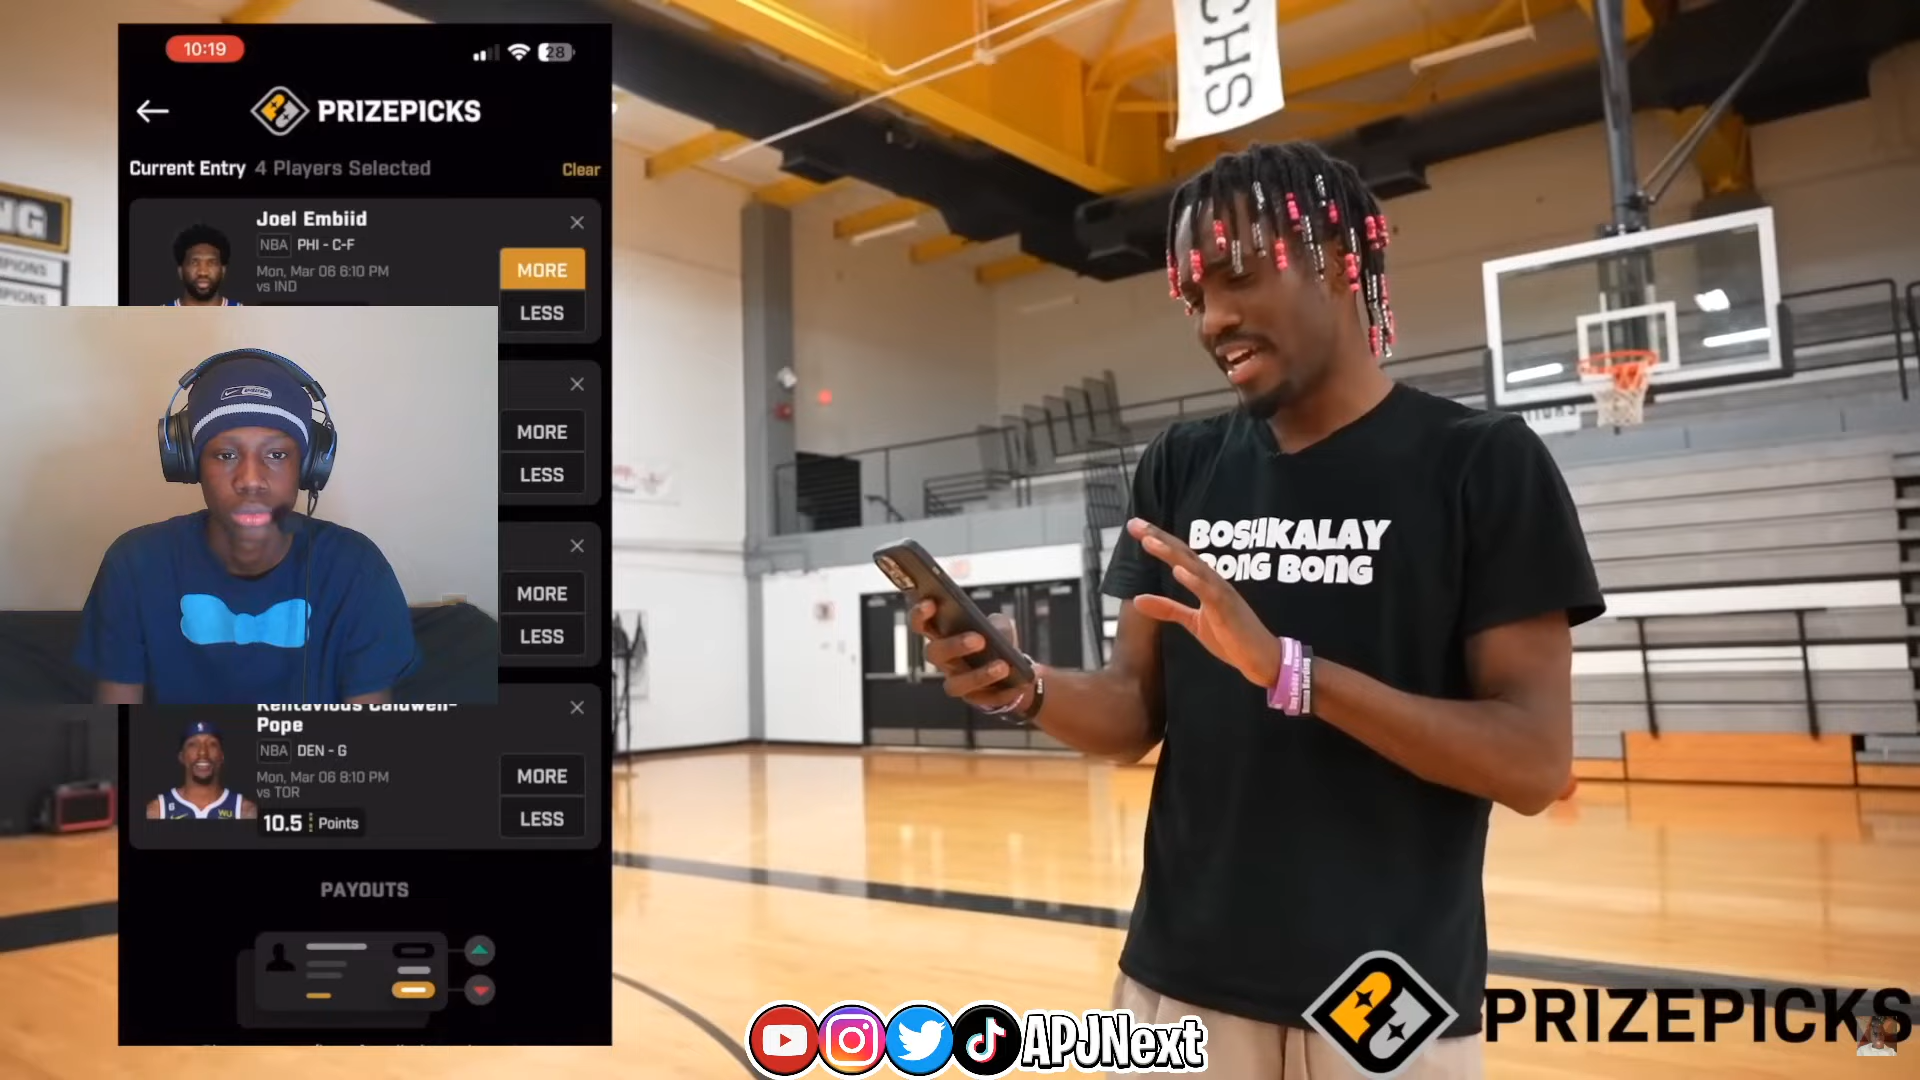 10:19
28
PRIZEPICKS
Current Entry 4 Players Selected
Clear
Joel Embiid
NBA PHI - C-F
Mon, Mar 06 6:10 PM
vs IND
MORE
LESS
MORE
LESS
MORE
LESS
Kentavious Caldwell-
Pope
NBA DEN - G
Mon, Mar 06 8:10 PM
vs TOR
10.5 Points
MORE
LESS
PAYOUTS
CHS
BOSHKALAY
BONG BONG
APJNext
PRIZEPICKS